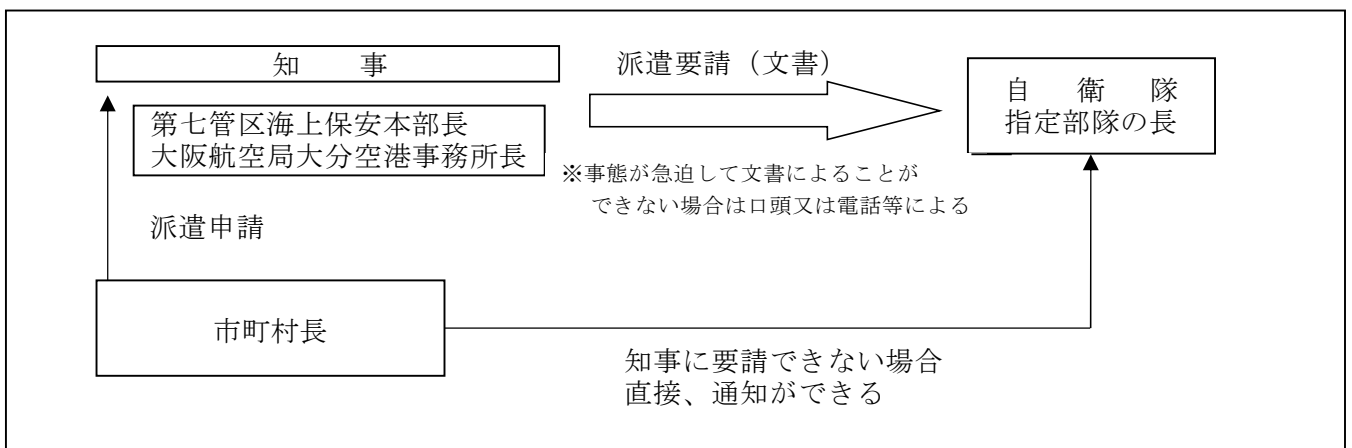 知　　事
派遣要請（文書）
自　衛　隊
指定部隊の長
第七管区海上保安本部長
大阪航空局大分空港事務所長
※事態が急迫して文書によることが
できない場合は口頭又は電話等による
派遣申請
市町村長
知事に要請できない場合
直接、通知ができる